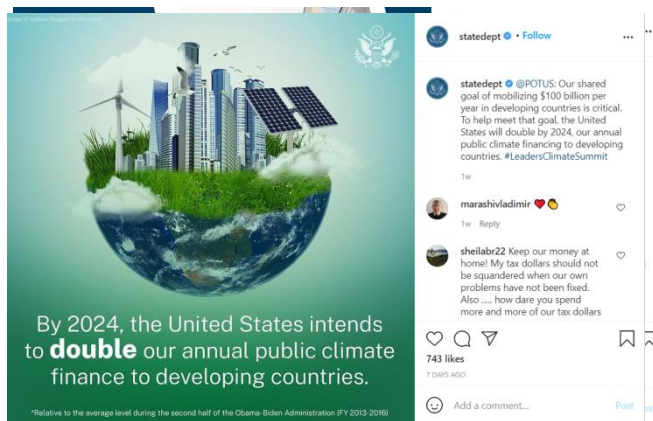 statedept • Follow
statedept @POTUS: Our shared
goal of mobilizing $100 billion per
year in developing countries is critical.
To help meet that goal, the United
States will double by 2024, our annual
public climate financing to developing
countries. #LeadersClimateSummit
1w
marashivladimir ❤️👏
1w Reply
sheilabr22 Keep our money at
home! My tax dollars should not
be squandered when our own
problems have not been fixed.
Also ..... how dare you spend
more and more of our tax dollars
743 likes
7 DAYS AGO
Add a comment...
Post
By 2024, the United States intends
to double our annual public climate
finance to developing countries.
*Relative to the average level during the second half of the Obama-Biden Administration (FY 2013-2016)